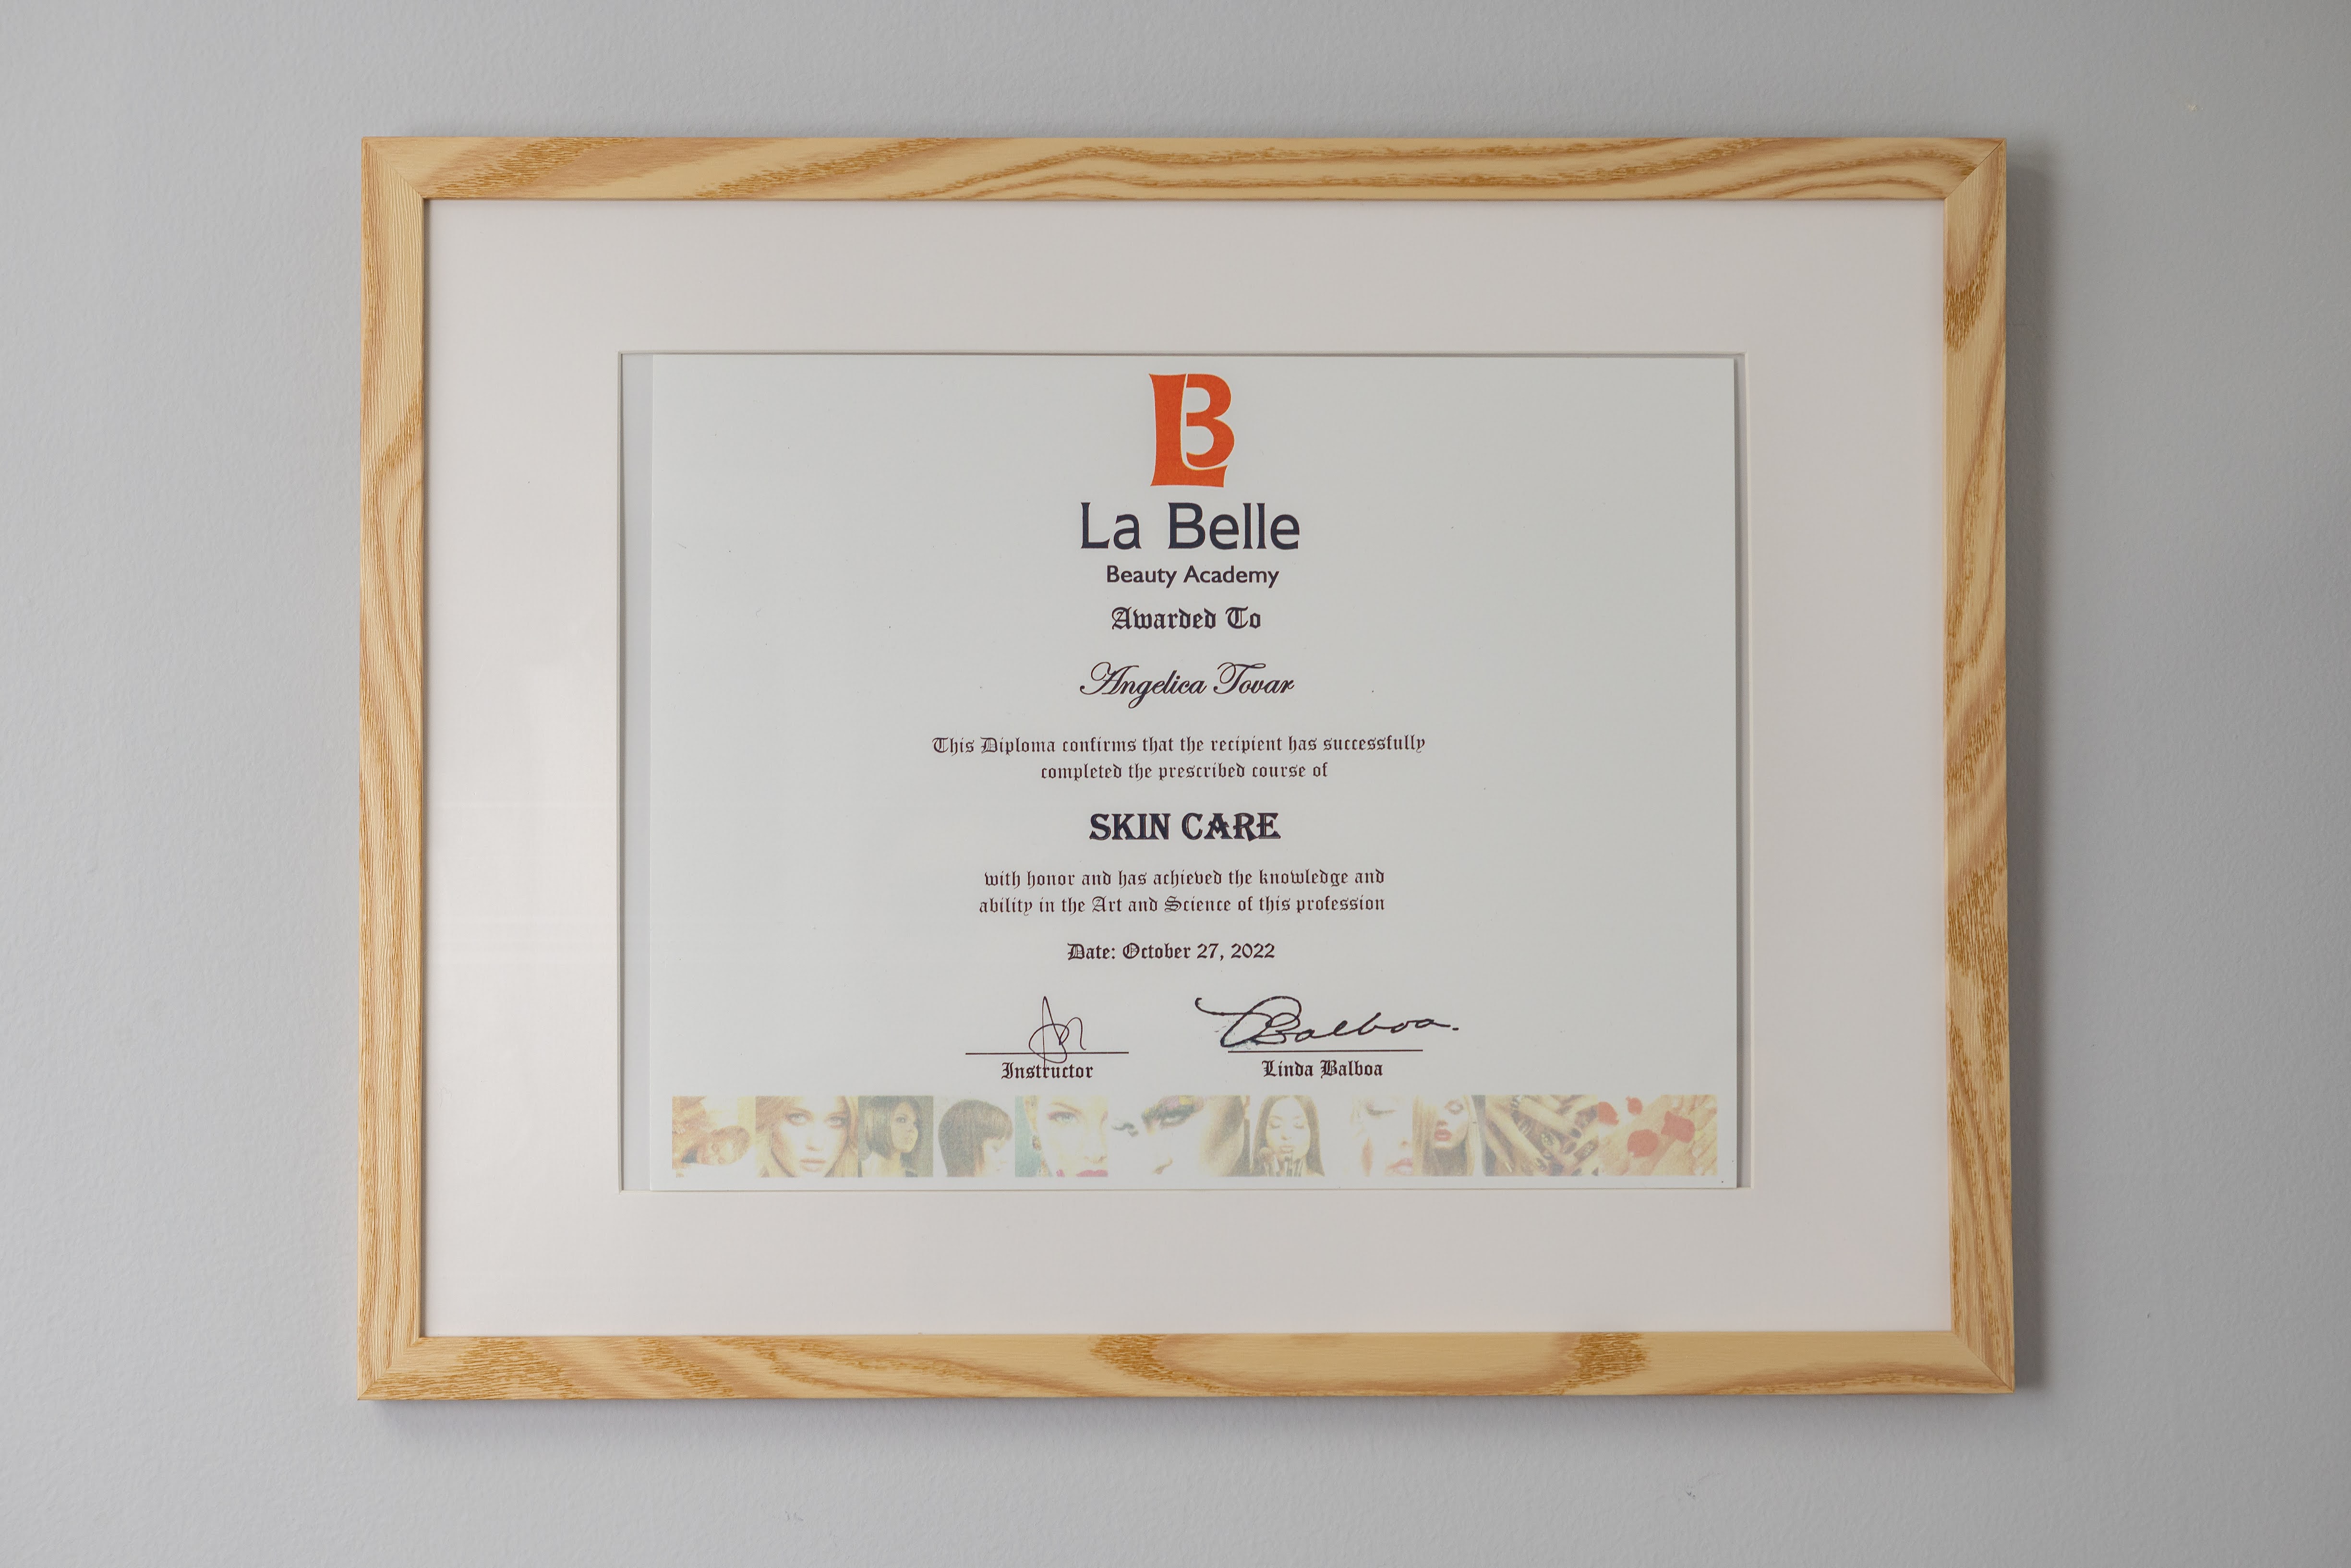 LB
La Belle
Beauty Academy
Awarded To
Angelica Tovar
This Diploma confirms that the recipient has successfully
completed the prescribed course of
SKIN CARE
with honor and has achieved the knowledge and
ability in the Art and Science of this profession
Date: October 27, 2022
LBalboa.
Instructor Linda Balboa